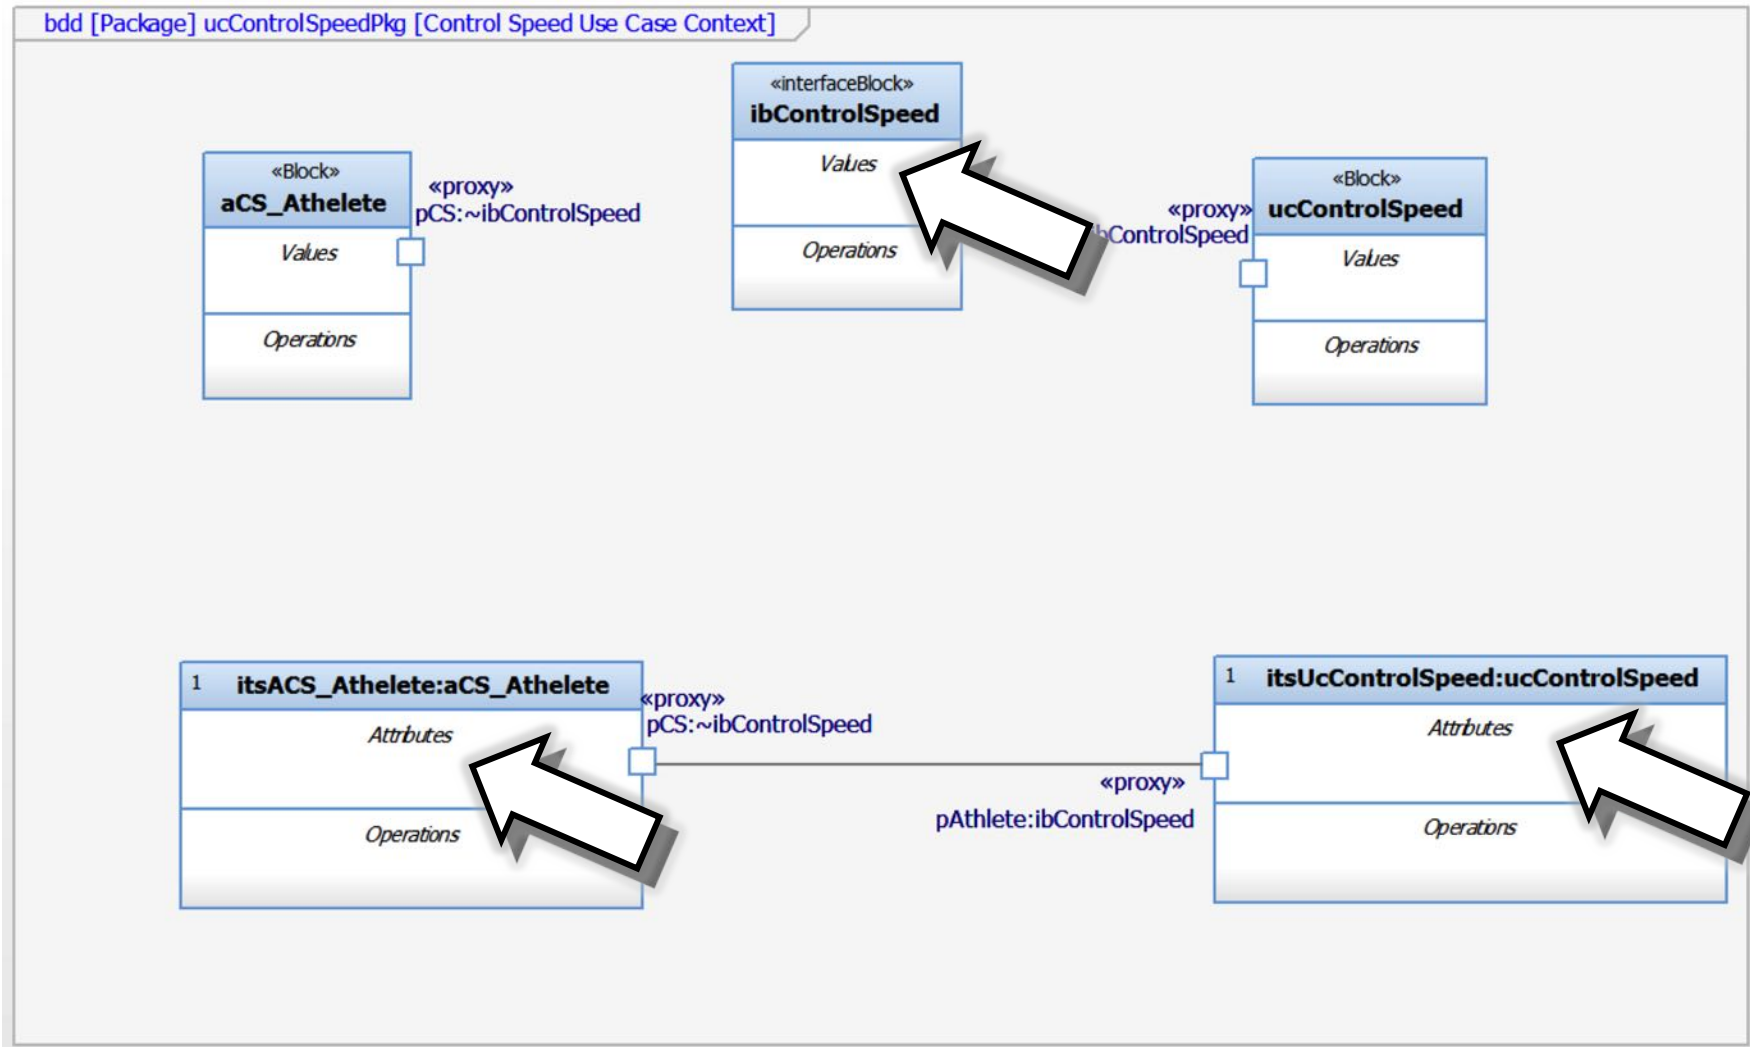 bdd [Package] ucControlSpeedPkg [Control Speed Use Case Context]
«interfaceBlock»
ibControlSpeed
Values
Operations
«Block»
aCS_Athelete
Values
Operations
«proxy»
pCS:~ibControlSpeed
«proxy»
«Block»
ucControlSpeed
Values
Operations
1 itsACS_Athelete:aCS_Athelete
Attributes
Operations
«proxy»
pCS:~ibControlSpeed
«proxy»
pAthlete:ibControlSpeed
1 itsUcControlSpeed:ucControlSpeed
Attributes
Operations